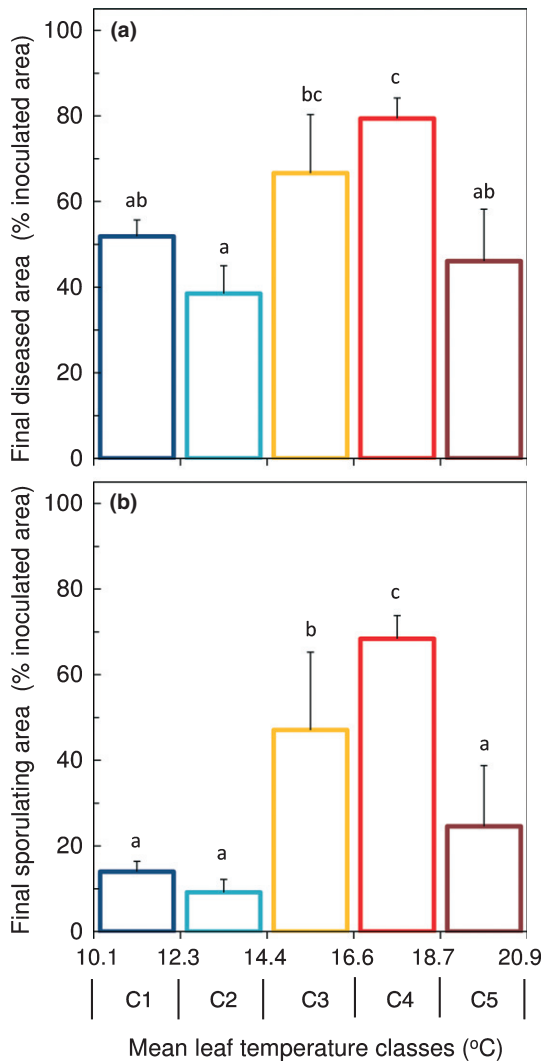 (a)
Final diseased area (% inoculated area)
100
80
60
40
20
0
ab
a
bc
c
ab
(b)
Final sporulating area (% inoculated area)
100
80
60
40
20
0
a
a
b
c
a
10.1 12.3 14.4 16.6 18.7 20.9
C1 C2 C3 C4 C5
Mean leaf temperature classes (ºC)